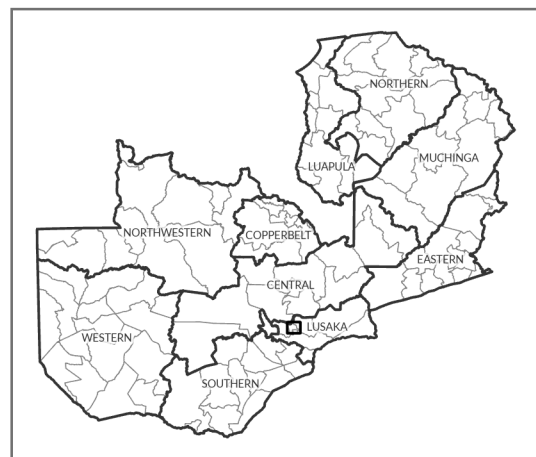 NORTHERN
LUAPULA
MUCHINGA
NORTHWESTERN
COPPERBELT
EASTERN
CENTRAL
LUSAKA
WESTERN
SOUTHERN